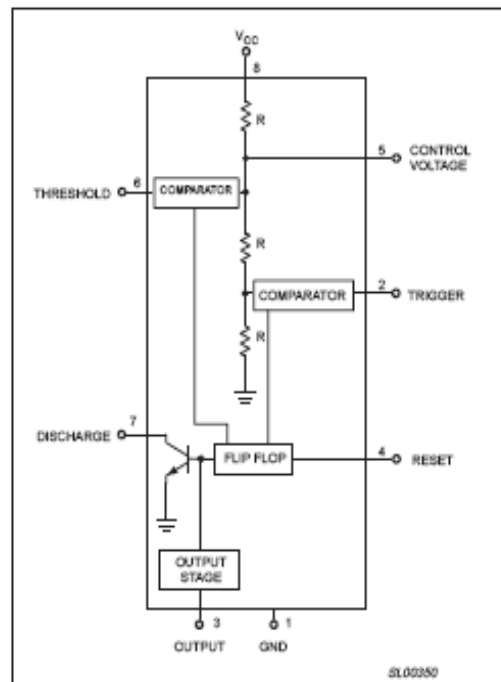 VCC
8
R
5
CONTROL
VOLTAGE
6
THRESHOLD
COMPARATOR
R
2
COMPARATOR
TRIGGER
R
7
DISCHARGE
4
FLIP FLOP
RESET
OUTPUT
STAGE
3
1
OUTPUT
GND
SL00350